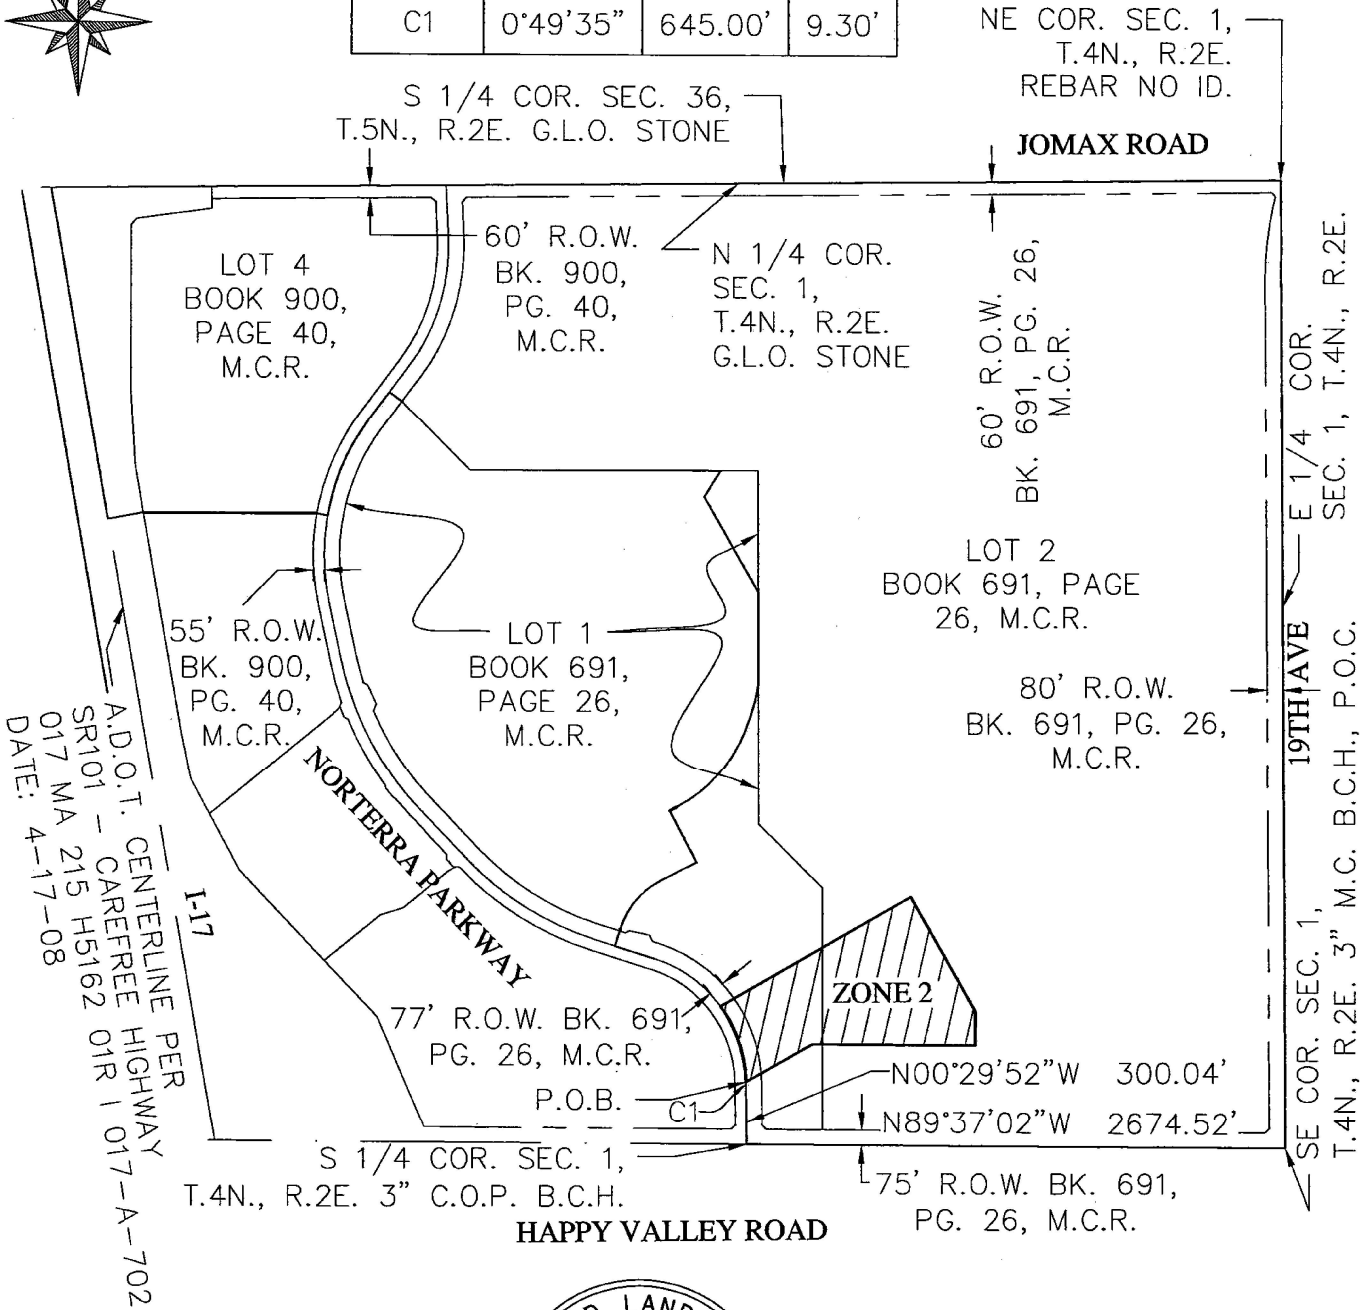 C1 0°49'35" 645.00' 9.30'
NE COR. SEC. 1,
T.4N., R.2E.
REBAR NO ID.
S 1/4 COR. SEC. 36,
T.5N., R.2E. G.L.O. STONE
JOMAX ROAD
LOT 4
BOOK 900,
PAGE 40,
M.C.R.
60' R.O.W.
BK. 900,
PG. 40,
M.C.R.
N 1/4 COR.
SEC. 1,
T.4N., R.2E.
G.L.O. STONE
60' R.O.W.
BK. 691, PG. 26,
M.C.R.
E 1/4 COR.
SEC. 1, T.4N., R.2E.
LOT 2
BOOK 691, PAGE
26, M.C.R.
55' R.O.W.
BK. 900,
PG. 40,
M.C.R.
LOT 1
BOOK 691,
PAGE 26,
M.C.R.
80' R.O.W.
BK. 691, PG. 26,
M.C.R.
19TH AVE
NORTERRA PARKWAY
I-17
A.D.O.T. CENTERLINE PER
SR101 - CAREFREE HIGHWAY
017 MA 215 H5162 01R | 017-A-702
DATE: 4-17-08
ZONE 2
77' R.O.W. BK. 691,
PG. 26, M.C.R.
P.O.B.
C1
N00°29'52"W 300.04'
N89°37'02"W 2674.52'
SE COR. SEC. 1,
T.4N., R.2E. 3" M.C. B.C.H., P.O.C.
S 1/4 COR. SEC. 1,
T.4N., R.2E. 3" C.O.P. B.C.H.
75' R.O.W. BK. 691,
PG. 26, M.C.R.
HAPPY VALLEY ROAD
LAND